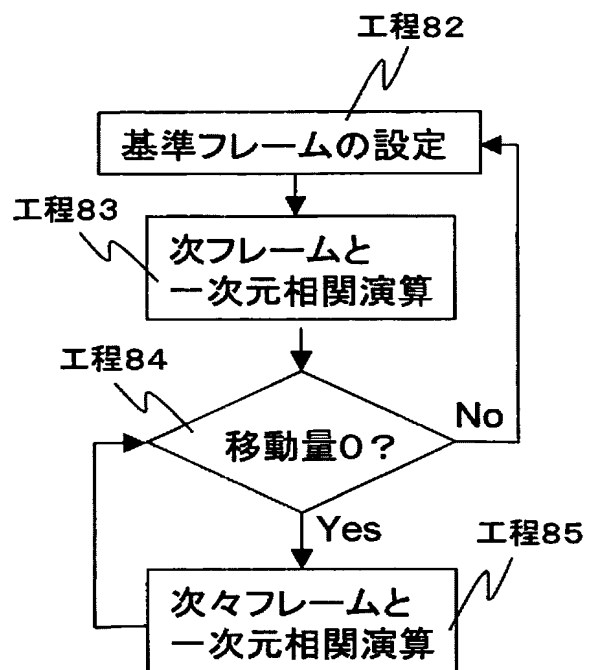 工程82
基準フレームの設定
工程83
次フレームと
一次元相関演算
工程84
移動量0?
No
Yes
工程85
次々フレームと
一次元相関演算